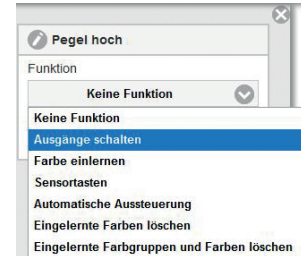 Pegel hoch
Funktion
Keine Funktion
Keine Funktion
Ausgänge schalten
Farbe einlernen
Sensortasten
Automatische Aussteuerung
Eingelernte Farben löschen
Eingelernte Farbgruppen und Farben löschen